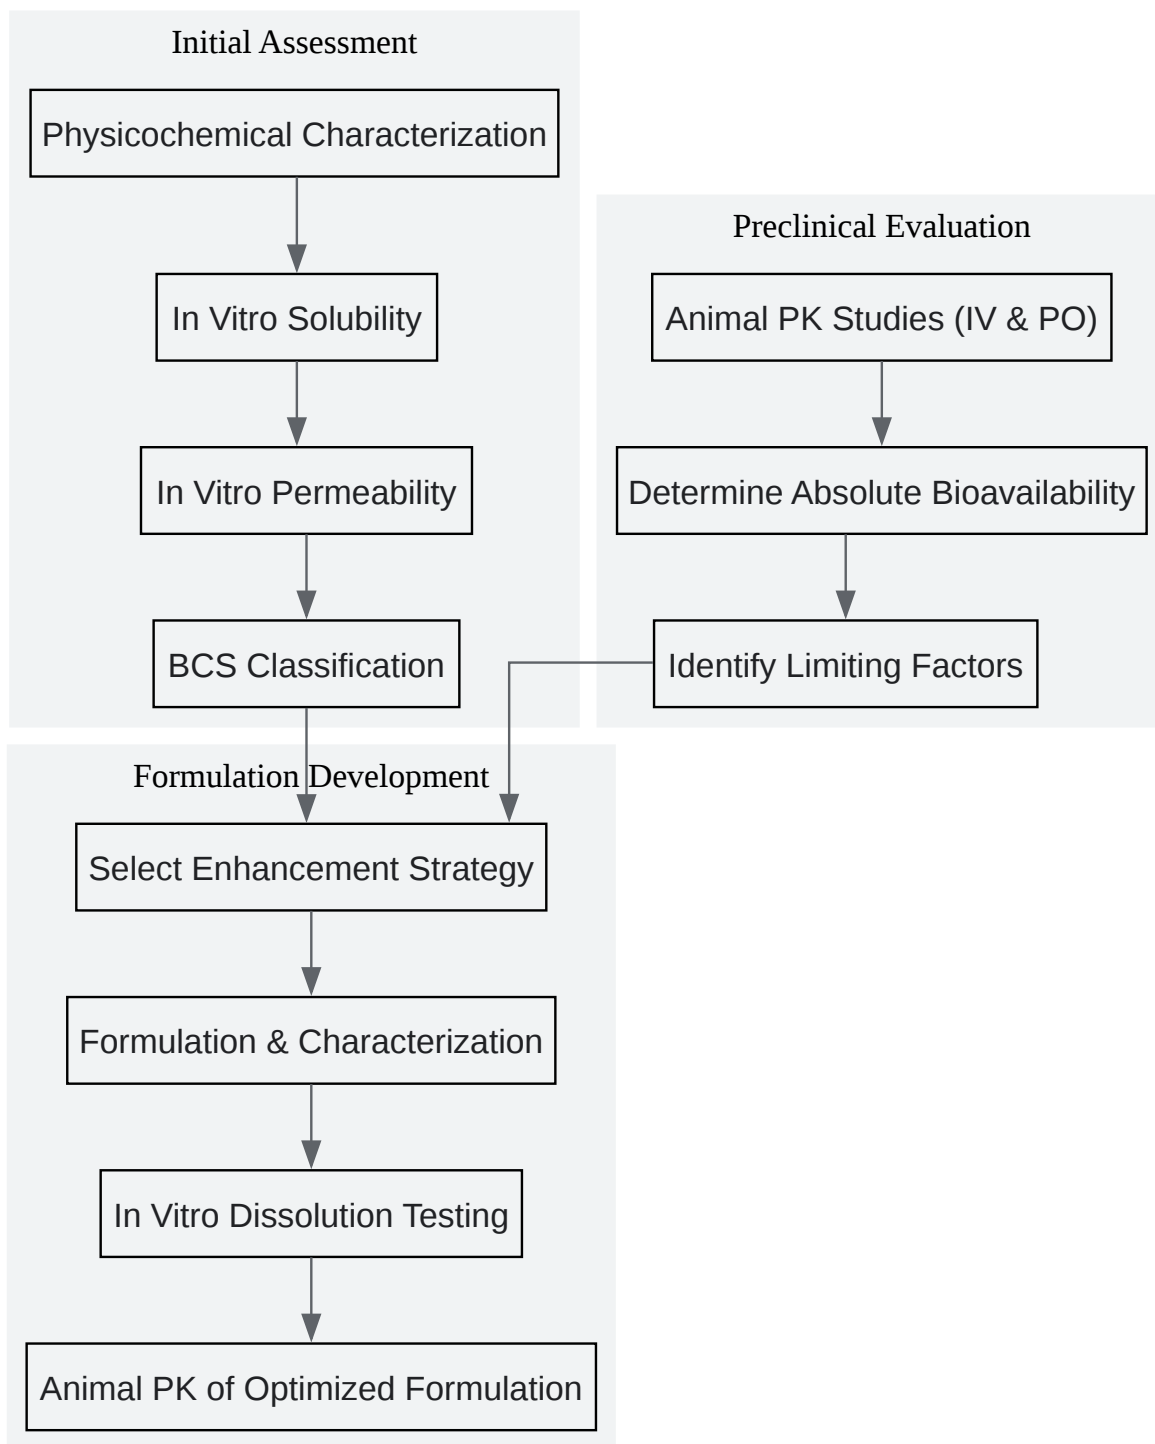 Initial Assessment
Physicochemical Characterization
In Vitro Solubility
In Vitro Permeability
BCS Classification
Preclinical Evaluation
Animal PK Studies (IV & PO)
Determine Absolute Bioavailability
Identify Limiting Factors
Formulation Development
Select Enhancement Strategy
Formulation & Characterization
In Vitro Dissolution Testing
Animal PK of Optimized Formulation